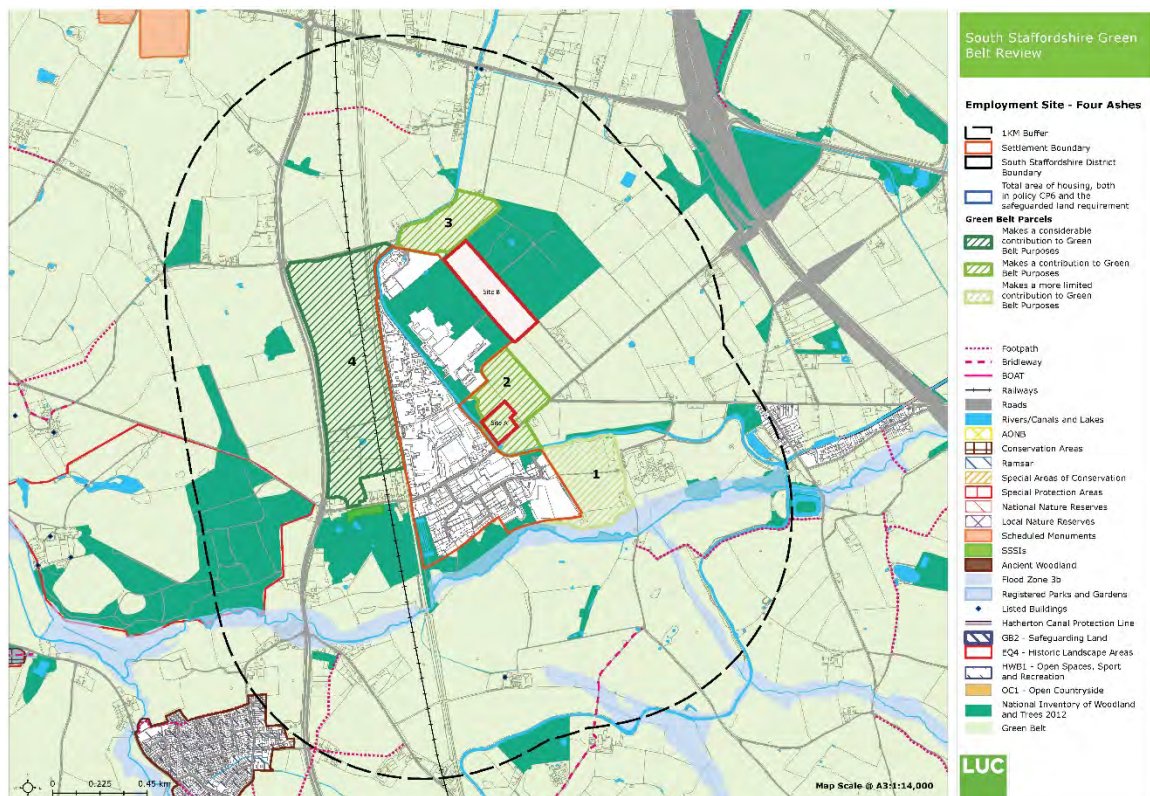 South Staffordshire Green
Belt Review
Employment Site - Four Ashes
1KM Buffer
Settlement Boundary
South Staffordshire District
Boundary
Total area of housing, both
in policy CP6 and the
safeguarded land requirement
Green Belt Parcels
Makes a considerable
contribution to Green
Belt Purposes
Makes a contribution to Green
Belt Purposes
Makes a more limited
contribution to Green
Belt Purposes
Footpath
Bridleway
BOAT
Railways
Roads
Rivers/Canals and Lakes
AONB
Conservation Areas
Ramsar
Special Areas of Conservation
Special Protection Areas
National Nature Reserves
Local Nature Reserves
Scheduled Monuments
SSSIs
Ancient Woodland
Flood Zone 3b
Registered Parks and Gardens
Listed Buildings
Hatherton Canal Protection Line
GB2 - Safeguarding Land
EQ4 - Historic Landscape Areas
HWB1 - Open Spaces, Sport
and Recreation
OC1 - Open Countryside
National Inventory of Woodland
and Trees 2012
Green Belt
LUC
3
Site B
4
2
Site A
1
0 0.225 0.45 km
Map Scale @ A3:1:14,000